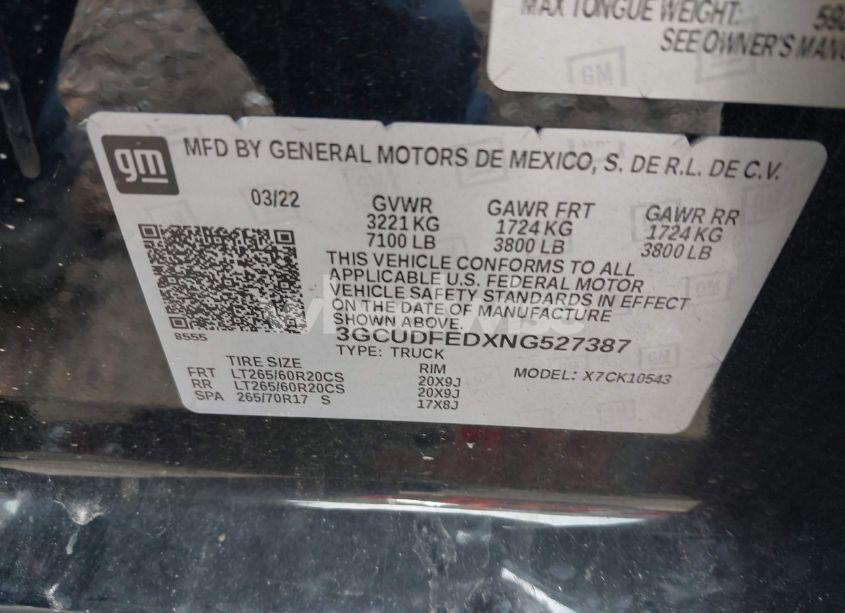 MAX TONGUE WEIGHT:
SEE OWNER'S MANU
gm
MFD BY GENERAL MOTORS DE MEXICO, S. DE R.L. DE C.V.
03/22 GVWR GAWR FRT GAWR RR
3221 KG 1724 KG 1724 KG
7100 LB 3800 LB 3800 LB
THIS VEHICLE CONFORMS TO ALL
APPLICABLE U.S. FEDERAL MOTOR
VEHICLE SAFETY STANDARDS IN EFFECT
ON THE DATE OF MANUFACTURE
SHOWN ABOVE.
8555 3GCUDFEDXNG527387
TYPE: TRUCK
TIRE SIZE RIM MODEL: X7CK10543
FRT LT265/60R20CS 20X9J
RR LT265/60R20CS 20X9J
SPA 265/70R17 S 17X8J